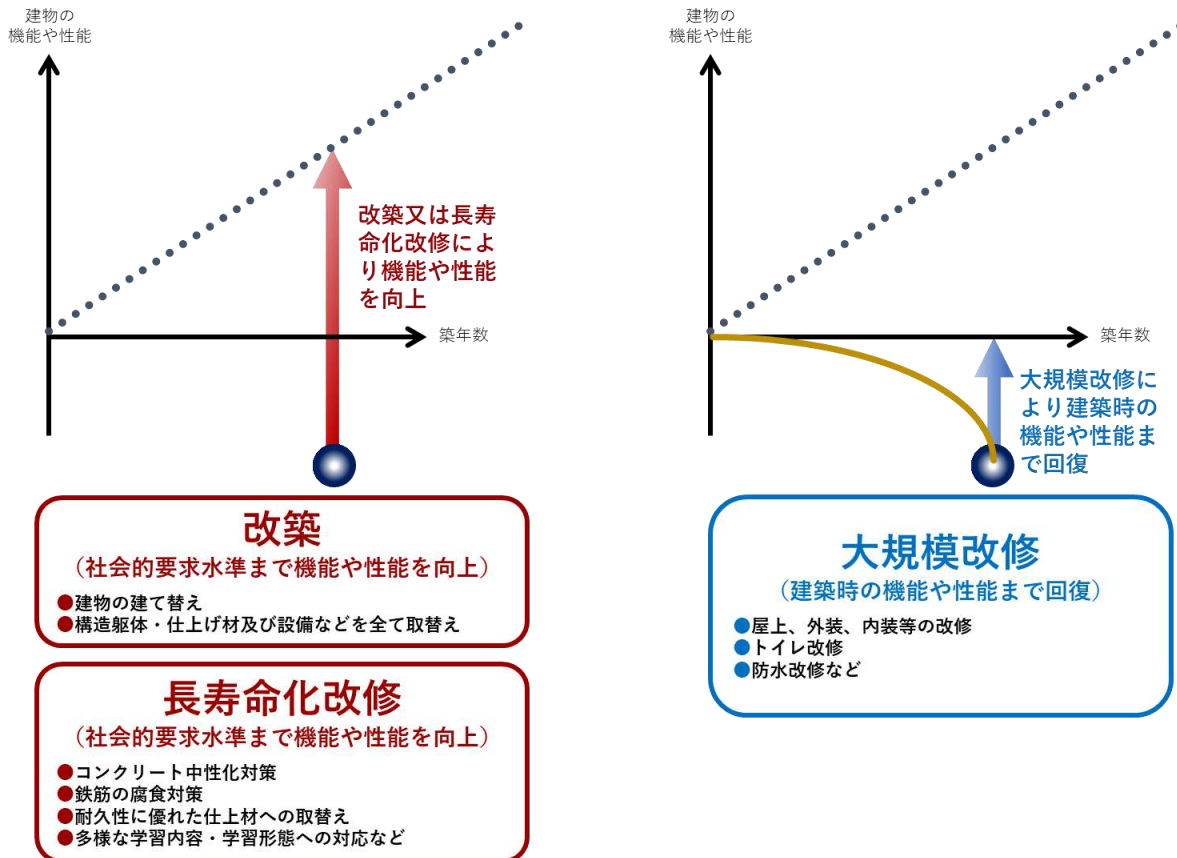 建物の
機能や性能
改築又は長寿
命化改修によ
り機能や性能
を向上
築年数
改築
（社会的要求水準まで機能や性能を向上）
●建物の建て替え
●構造躯体・仕上げ材及び設備などを全て取替え
長寿命化改修
（社会的要求水準まで機能や性能を向上）
●コンクリート中性化対策
●鉄筋の腐食対策
●耐久性に優れた仕上材への取替え
●多様な学習内容・学習形態への対応など
建物の
機能や性能
築年数
大規模改修に
より建築時の
機能や性能ま
で回復
大規模改修
（建築時の機能や性能まで回復）
●屋上、外装、内装等の改修
●トイレ改修
●防水改修など